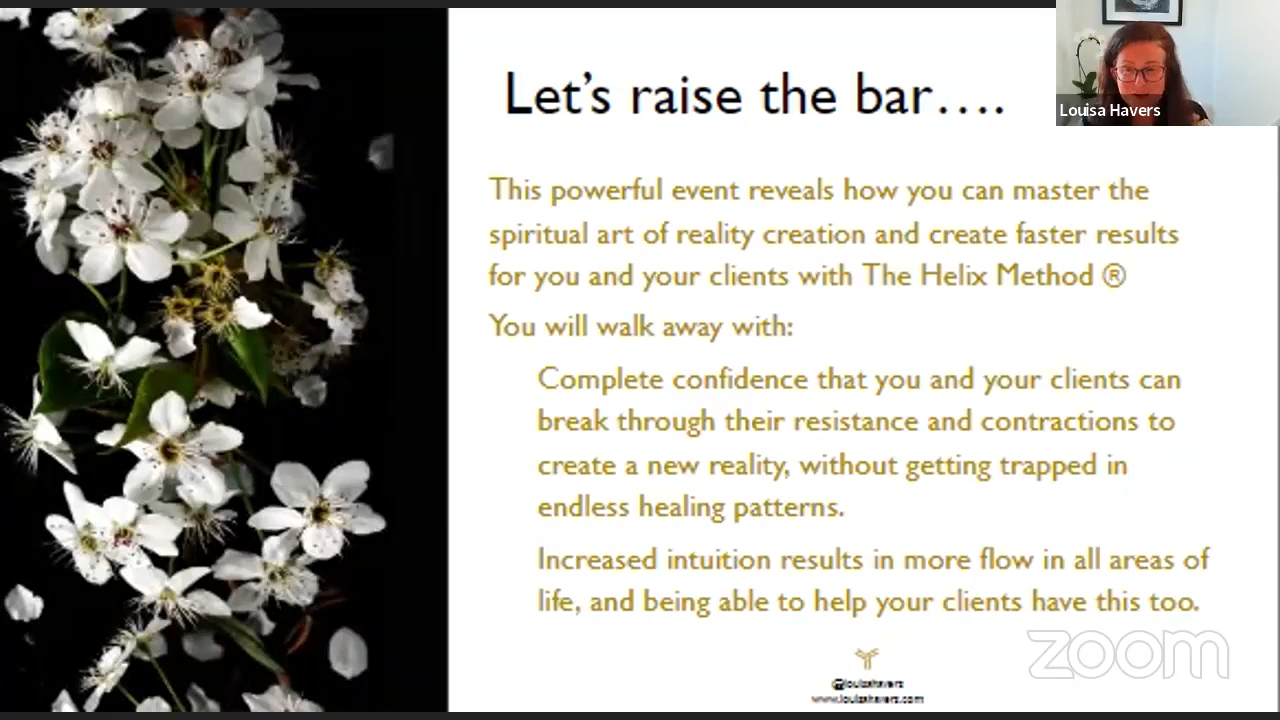 Let's raise the bar....
Louisa Havers
This powerful event reveals how you can master the
spiritual art of reality creation and create faster results
for you and your clients with The Helix Method ®
You will walk away with:
Complete confidence that you and your clients can
break through their resistance and contractions to
create a new reality, without getting trapped in
endless healing patterns.
Increased intuition results in more flow in all areas of
life, and being able to help your clients have this too.
zoom
@louisahavers
www.louisahavers.com